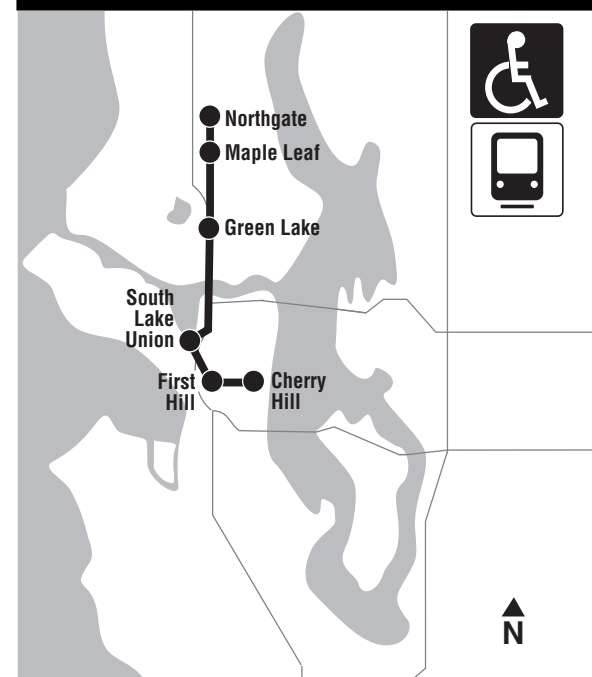 Northgate
Maple Leaf
Green Lake
South
Lake
Union
First
Hill
Cherry
Hill
N